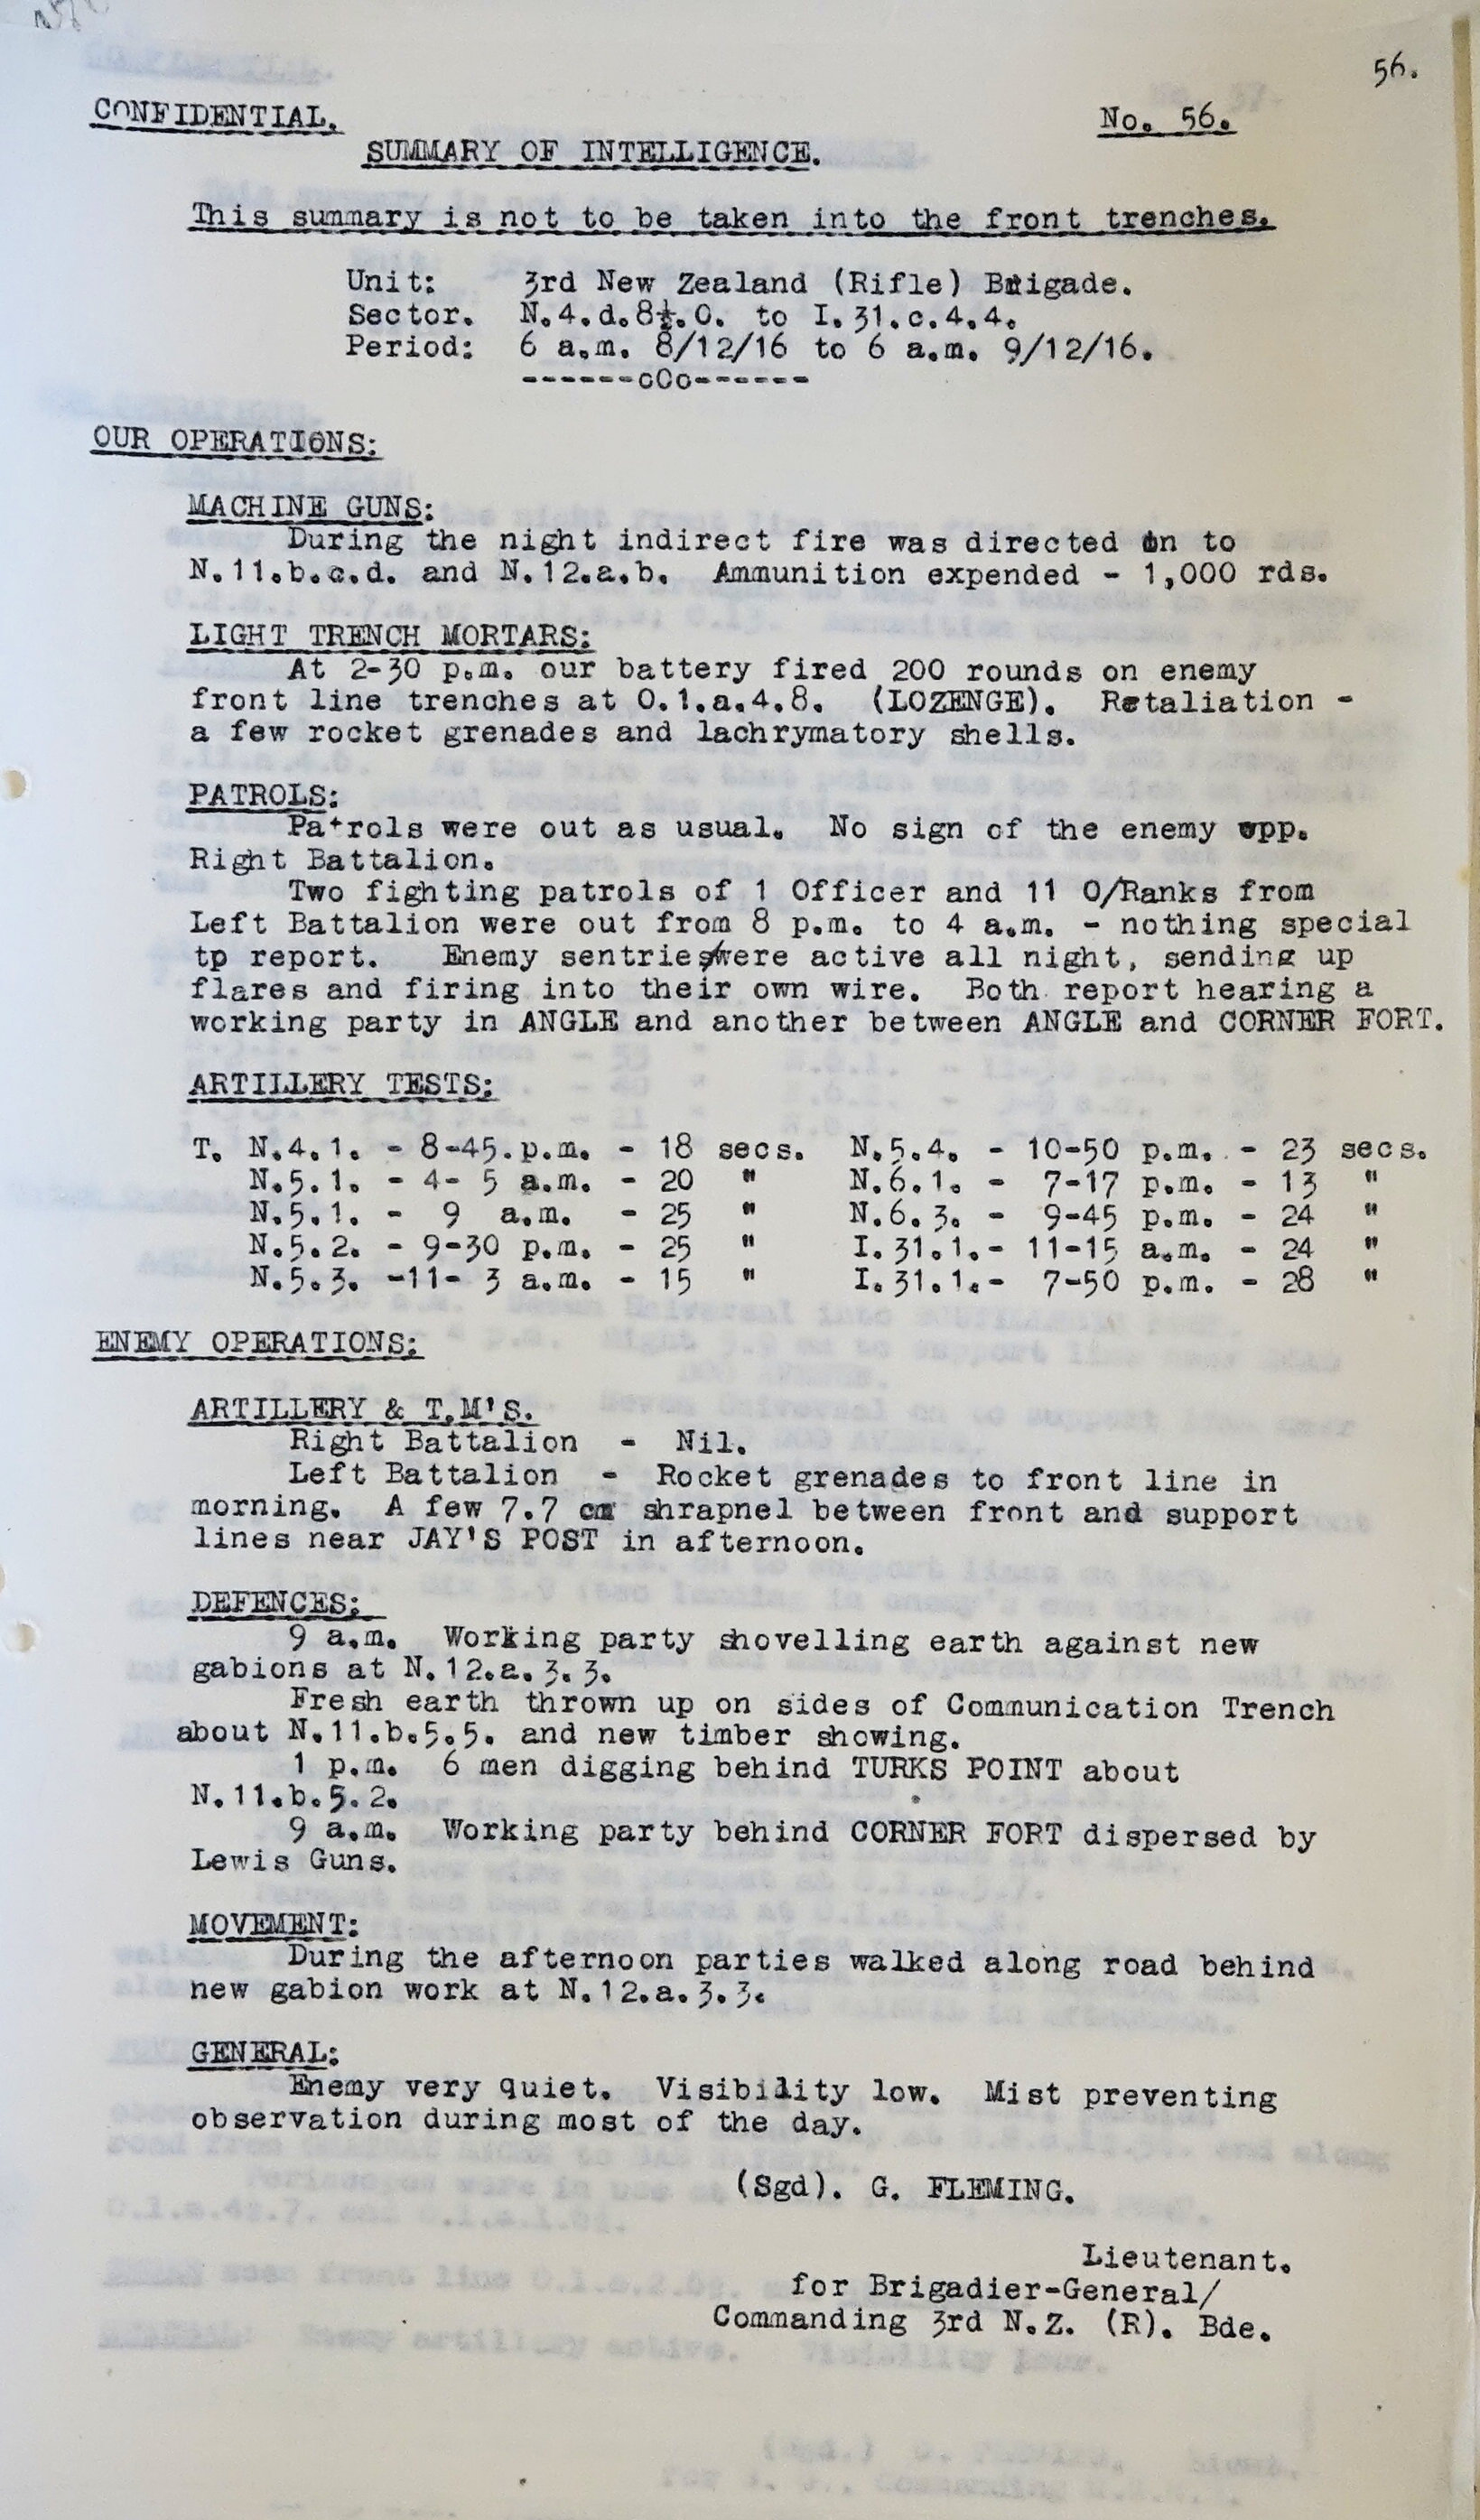 56.
CONFIDENTIAL. No. 56.
SUMMARY OF INTELLIGENCE.
This summary is not to be taken into the front trenches.
Unit: 3rd New Zealand (Rifle) Brigade.
Sector. N.4.d.8½.0. to I.31.c.4.4.
Period: 6 a.m. 8/12/16 to 6 a.m. 9/12/16.
------oOo------
OUR OPERATIONS:
MACHINE GUNS:
During the night indirect fire was directed on to
N.11.b.c.d. and N.12.a.b. Ammunition expended - 1,000 rds.
LIGHT TRENCH MORTARS:
At 2-30 p.m. our battery fired 200 rounds on enemy
front line trenches at O.1.a.4.8. (LOZENGE). Retaliation -
a few rocket grenades and lachrymatory shells.
PATROLS:
Patrols were out as usual. No sign of the enemy opp.
Right Battalion.
Two fighting patrols of 1 Officer and 11 O/Ranks from
Left Battalion were out from 8 p.m. to 4 a.m. - nothing special
tp report. Enemy sentries/were active all night, sending up
flares and firing into their own wire. Both report hearing a
working party in ANGLE and another between ANGLE and CORNER FORT.
ARTILLERY TESTS:
T. N.4.1. - 8-45.p.m. - 18 secs. N.5.4. - 10-50 p.m. - 23 secs.
N.5.1. - 4- 5 a.m. - 20 " N.6.1. - 7-17 p.m. - 13 "
N.5.1. - 9 a.m. - 25 " N.6.3. - 9-45 p.m. - 24 "
N.5.2. - 9-30 p.m. - 25 " I.31.1.- 11-15 a.m. - 24 "
N.5.3. -11- 3 a.m. - 15 " I.31.1.- 7-50 p.m. - 28 "
ENEMY OPERATIONS:
ARTILLERY & T.M'S.
Right Battalion - Nil.
Left Battalion - Rocket grenades to front line in
morning. A few 7.7 cm shrapnel between front and support
lines near JAY'S POST in afternoon.
DEFENCES:
9 a.m. Working party shovelling earth against new
gabions at N.12.a.3.3.
Fresh earth thrown up on sides of Communication Trench
about N.11.b.5.5. and new timber showing.
1 p.m. 6 men digging behind TURKS POINT about
N.11.b.5.2.
9 a.m. Working party behind CORNER FORT dispersed by
Lewis Guns.
MOVEMENT:
During the afternoon parties walked along road behind
new gabion work at N.12.a.3.3.
GENERAL:
Enemy very quiet. Visibility low. Mist preventing
observation during most of the day.
(Sgd). G. FLEMING.
Lieutenant.
for Brigadier-General/
Commanding 3rd N.Z. (R). Bde.